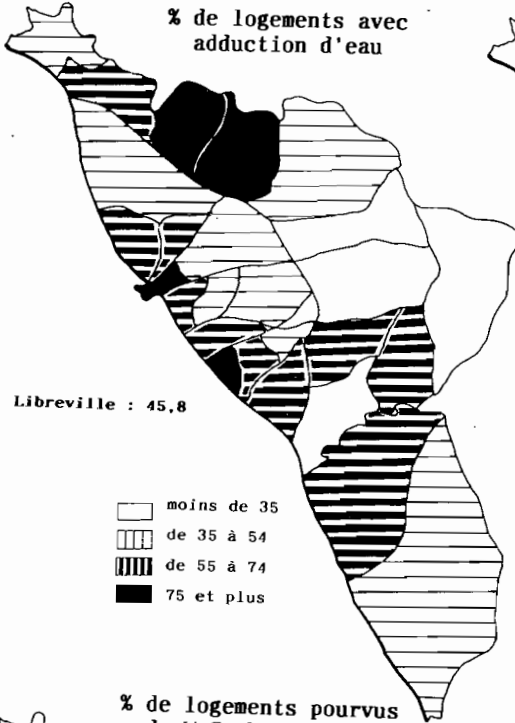 % de logements avec
adduction d'eau
Libreville : 45,8
moins de 35
de 35 à 54
de 55 à 74
75 et plus
% de logements pourvus